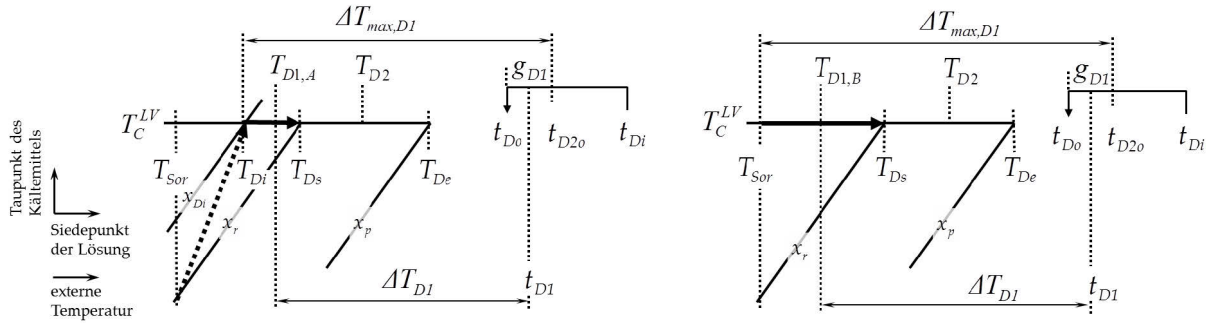 ΔT_max,D1
T_D1,A
T_D2
g_D1
T_C^LV
t_Do
t_D2o
t_Di
T_Sor
T_Di
T_Ds
T_De
x_Di
x_r
x_p
ΔT_D1
t_D1
Taupunkt des
Kältemittels
Siedepunkt
der Lösung
externe
Temperatur
ΔT_max,D1
T_D1,B
T_D2
g_D1
T_C^LV
t_Do
t_D2o
t_Di
T_Sor
T_Ds
T_De
x_r
x_p
ΔT_D1
t_D1